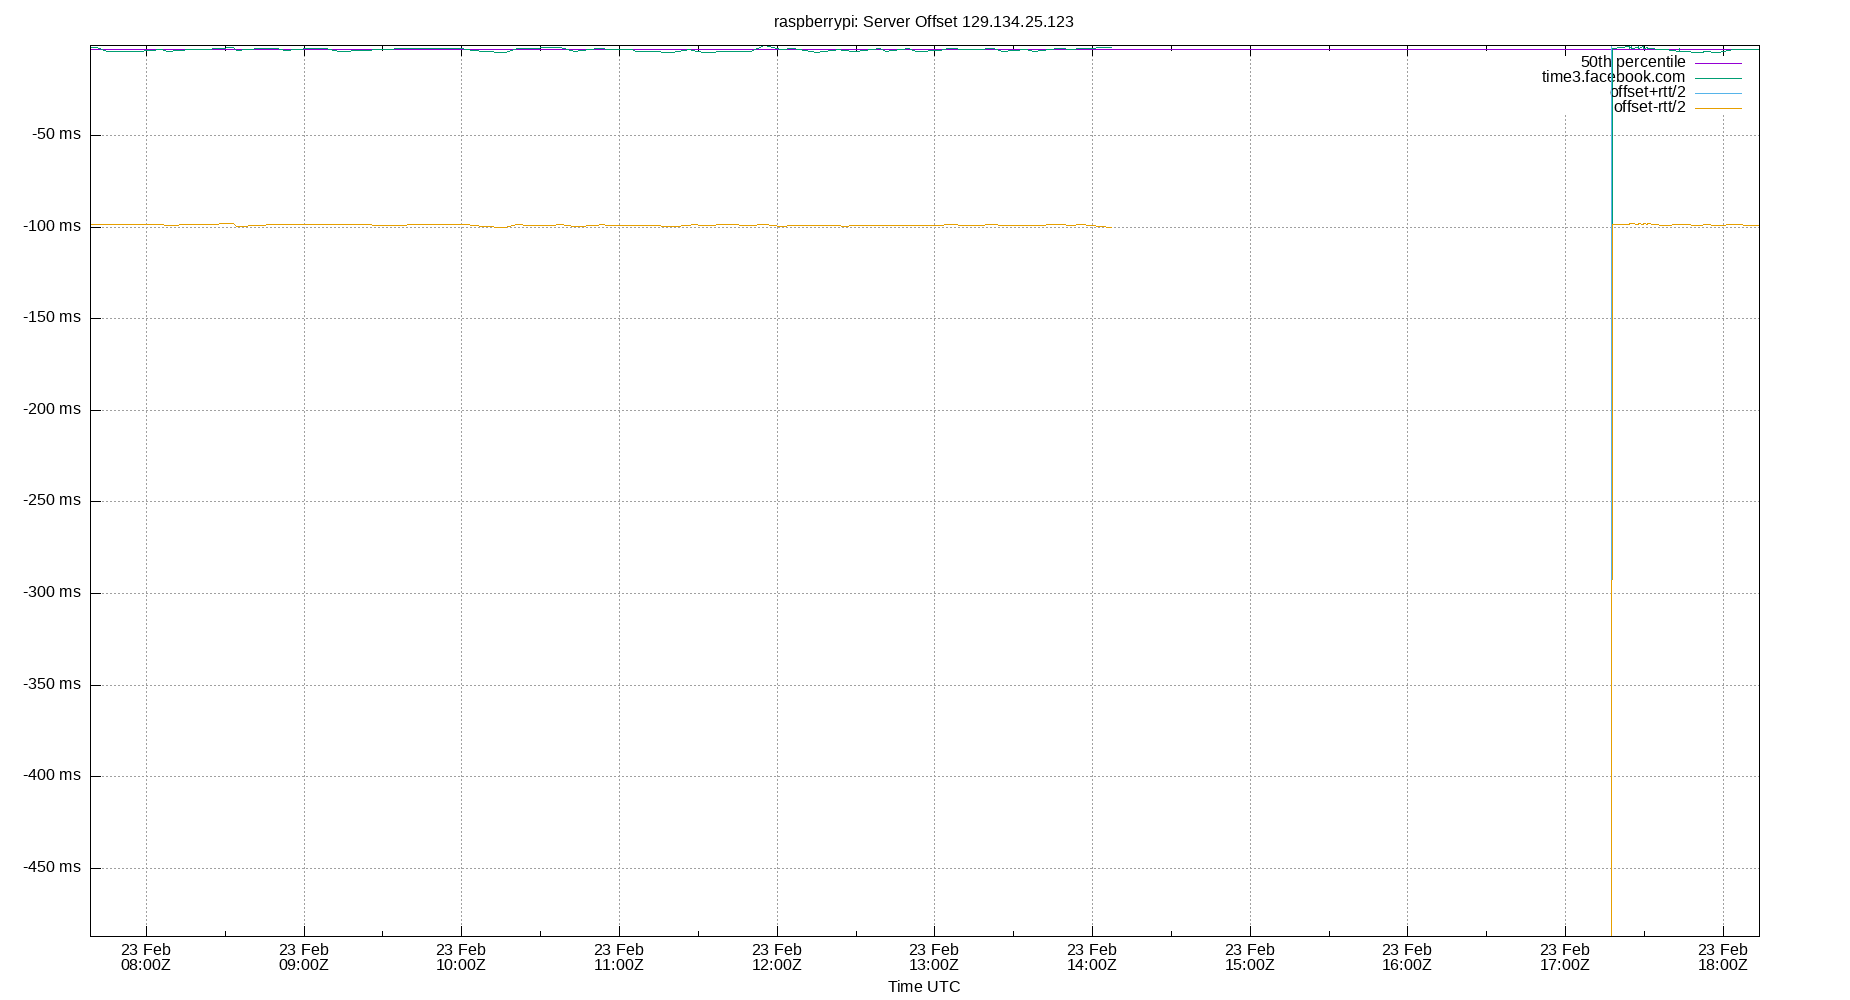 raspberrypi: Server Offset 129.134.25.123
50th percentile
time3.facebook.com
offset+rtt/2
offset-rtt/2
-50 ms
-100 ms
-150 ms
-200 ms
-250 ms
-300 ms
-350 ms
-400 ms
-450 ms
23 Feb 23 Feb 23 Feb 23 Feb 23 Feb 23 Feb 23 Feb 23 Feb 23 Feb 23 Feb 23 Feb
08:00Z 09:00Z 10:00Z 11:00Z 12:00Z 13:00Z 14:00Z 15:00Z 16:00Z 17:00Z 18:00Z
Time UTC